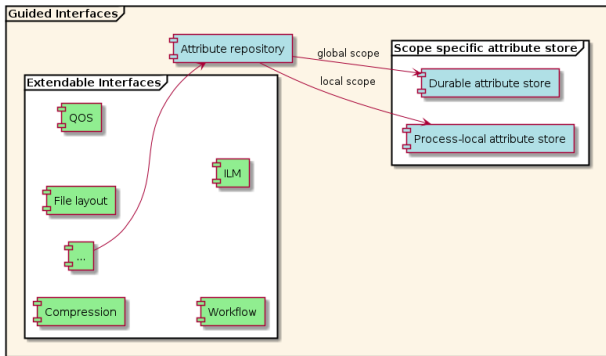 Guided Interfaces
Attribute repository
global scope
local scope
Scope specific attribute store
Durable attribute store
Process-local attribute store
Extendable Interfaces
QOS
ILM
File layout
...
Compression
Workflow